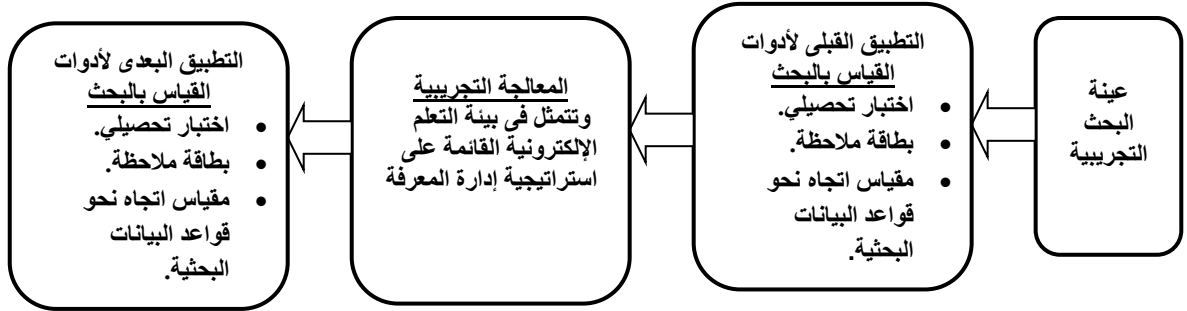 عينة
البحث
التجريبية
التطبيق القبلى لأدوات
القياس بالبحث
• اختبار تحصيلي.
• بطاقة ملاحظة.
• مقياس اتجاه نحو
قواعد البيانات
البحثية.
المعالجة التجريبية
وتتمثل فى بيئة التعلم
الإلكترونية القائمة على
استراتيجية إدارة المعرفة
التطبيق البعدى لأدوات
القياس بالبحث
• اختبار تحصيلي.
• بطاقة ملاحظة.
• مقياس اتجاه نحو
قواعد البيانات
البحثية.